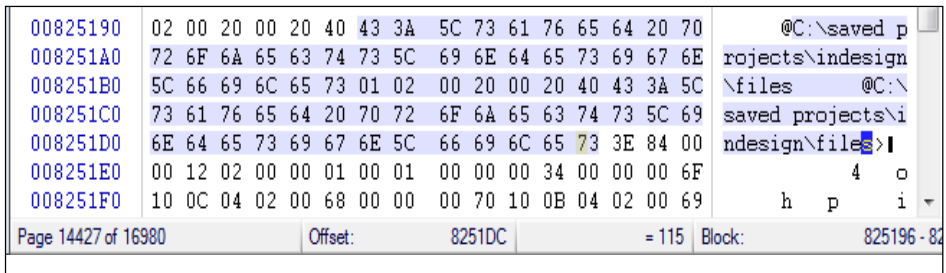 00825190 02 00 20 00 20 40 43 3A 5C 73 61 76 65 64 20 70 @C:\saved p
008251A0 72 6F 6A 65 63 74 73 5C 69 6E 64 65 73 69 67 6E rojects\indesign
008251B0 5C 66 69 6C 65 73 01 02 00 20 00 20 40 43 3A 5C \files @C:\
008251C0 73 61 76 65 64 20 70 72 6F 6A 65 63 74 73 5C 69 saved projects\i
008251D0 6E 64 65 73 69 67 6E 5C 66 69 6C 65 73 3E 84 00 ndesign\files>
008251E0 00 12 02 00 00 01 00 01 00 00 00 34 00 00 00 6F 4 o
008251F0 10 0C 04 02 00 68 00 00 00 70 10 0B 04 02 00 69 h p i
Page 14427 of 16980 Offset: 8251DC = 115 Block: 825196 - 82